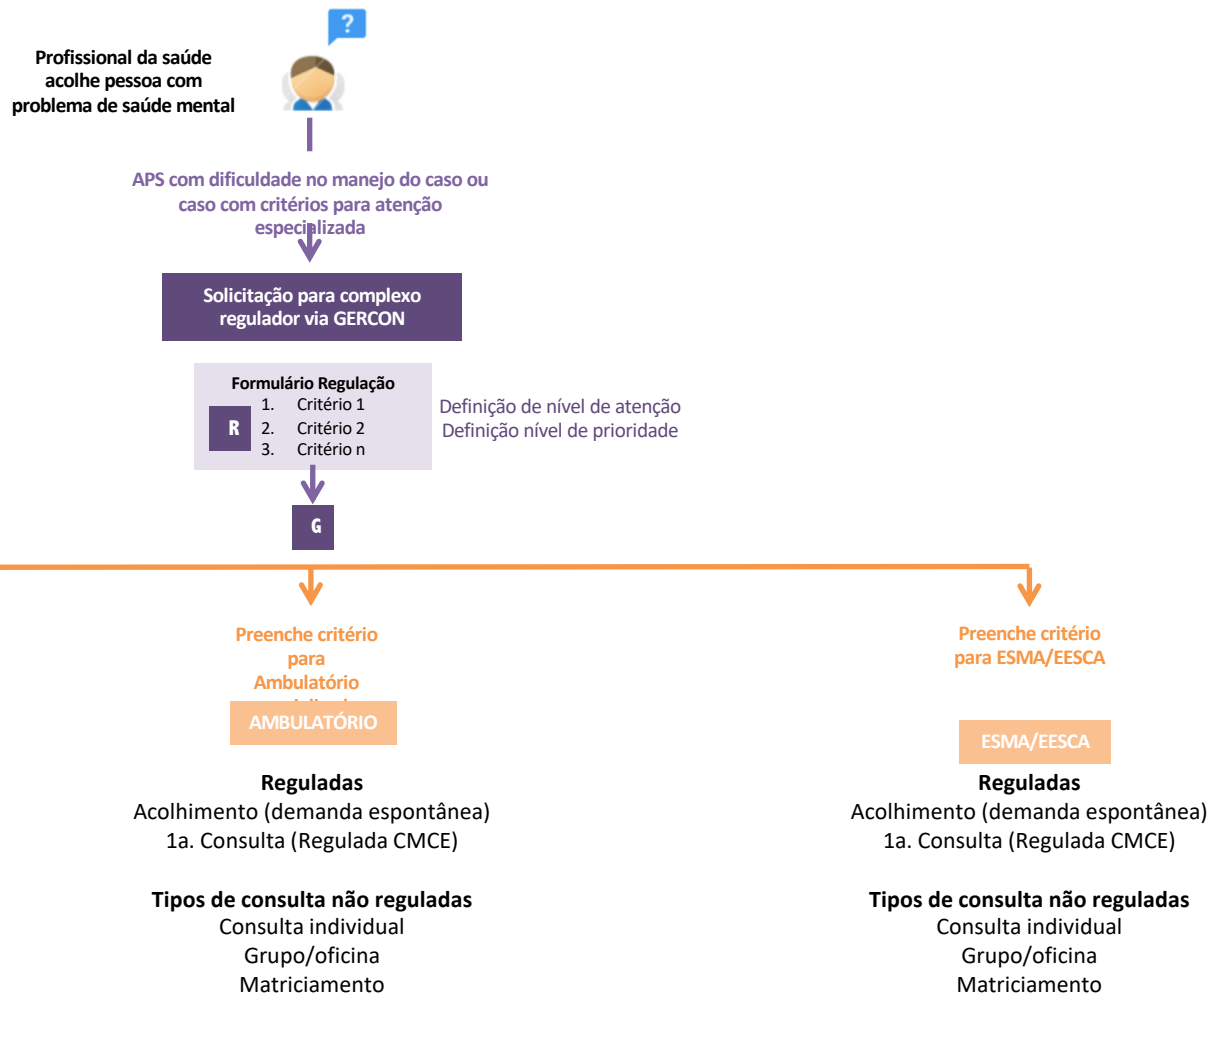 ?
Profissional da saúde
acolhe pessoa com
problema de saúde mental
APS com dificuldade no manejo do caso ou
caso com critérios para atenção
especializada
Solicitação para complexo
regulador via GERCON
Formulário Regulação
1. Critério 1
R 2. Critério 2
3. Critério n
Definição de nível de atenção
Definição nível de prioridade
G
Preenche critério
para
Ambulatório
AMBULATÓRIO
Reguladas
Acolhimento (demanda espontânea)
1a. Consulta (Regulada CMCE)
Tipos de consulta não reguladas
Consulta individual
Grupo/oficina
Matriciamento
Preenche critério
para ESMA/EESCA
ESMA/EESCA
Reguladas
Acolhimento (demanda espontânea)
1a. Consulta (Regulada CMCE)
Tipos de consulta não reguladas
Consulta individual
Grupo/oficina
Matriciamento